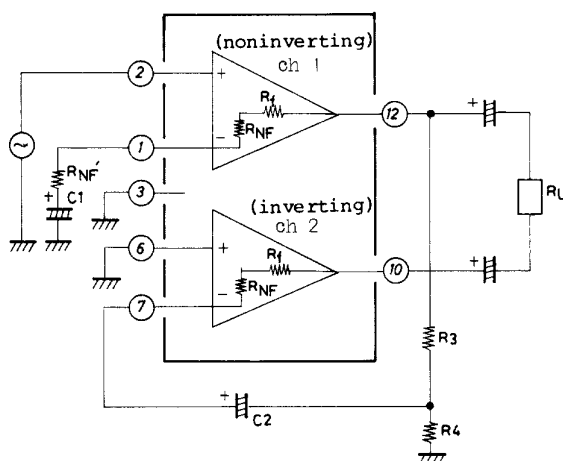 (noninverting)
ch 1
2
+
Rf
RNF
−
12
+
1
RNF'
+
C1
3
RL
(inverting)
ch 2
6
+
Rf
RNF
−
10
+
7
R3
+
C2
R4